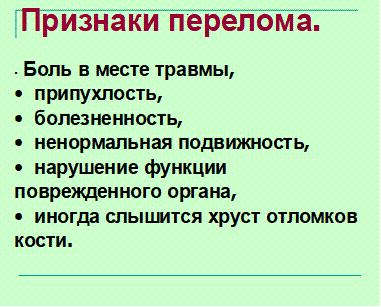 Признаки перелома.
. Боль в месте травмы,
• припухлость,
• болезненность,
• ненормальная подвижность,
• нарушение функции
поврежденного органа,
• иногда слышится хруст отломков
кости.